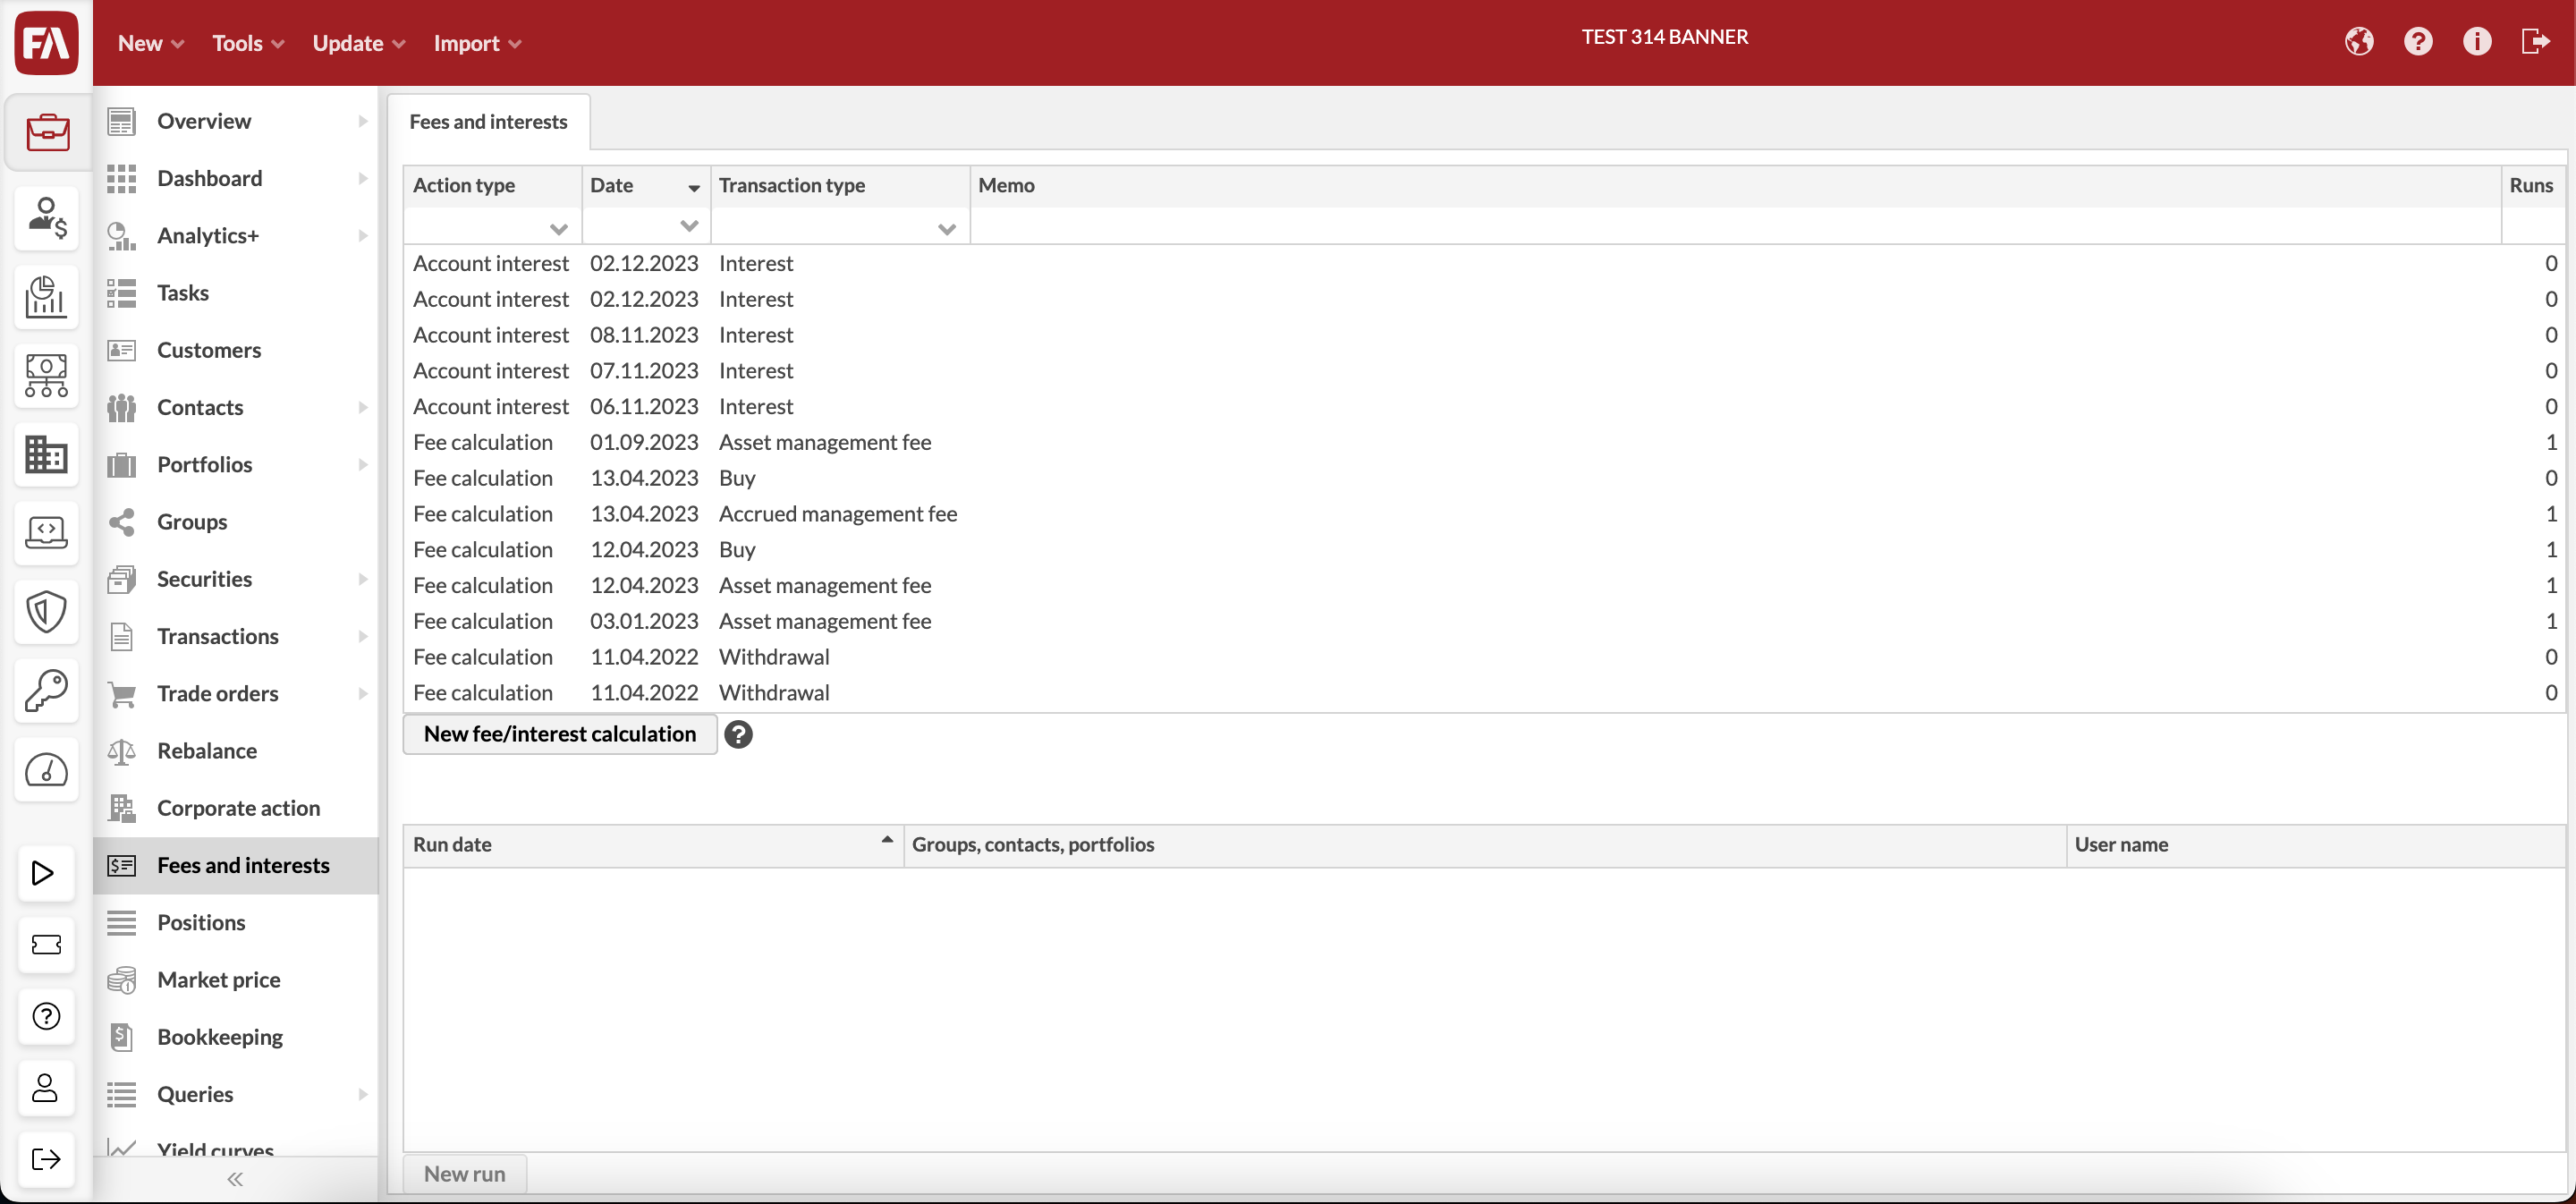 FA
New
Tools
Update
Import
TEST 314 BANNER
Overview
Dashboard
Analytics+
Tasks
Customers
Contacts
Portfolios
Groups
Securities
Transactions
Trade orders
Rebalance
Corporate action
Fees and interests
Positions
Market price
Bookkeeping
Queries
Yield curves
Fees and interests
Action type Date Transaction type Memo Runs
Account interest 02.12.2023 Interest 0
Account interest 02.12.2023 Interest 0
Account interest 08.11.2023 Interest 0
Account interest 07.11.2023 Interest 0
Account interest 06.11.2023 Interest 0
Fee calculation 01.09.2023 Asset management fee 1
Fee calculation 13.04.2023 Buy 0
Fee calculation 13.04.2023 Accrued management fee 1
Fee calculation 12.04.2023 Buy 1
Fee calculation 12.04.2023 Asset management fee 1
Fee calculation 03.01.2023 Asset management fee 1
Fee calculation 11.04.2022 Withdrawal 0
Fee calculation 11.04.2022 Withdrawal 0
New fee/interest calculation
Run date Groups, contacts, portfolios User name
New run